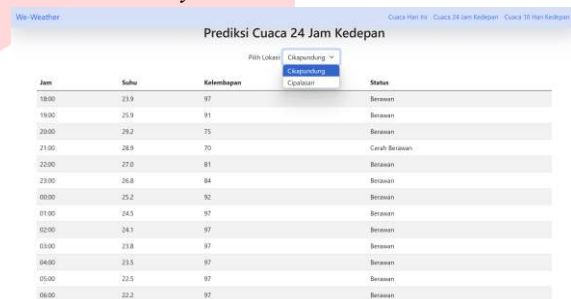 We-Weather Cuaca Hari Ini Cuaca 24 Jam Kedepan Cuaca 10 Hari Kedepan
Prediksi Cuaca 24 Jam Kedepan
Pilih Lokasi: Cikapundung
Cikapundung
Cipalasari
Jam Suhu Kelembapan Status
18:00 23.9 97 Berawan
19:00 25.9 91 Berawan
20:00 29.2 75 Berawan
21:00 28.9 70 Cerah Berawan
22:00 27.0 81 Berawan
23:00 26.8 84 Berawan
00:00 25.2 92 Berawan
01:00 24.5 97 Berawan
02:00 24.1 97 Berawan
03:00 23.8 97 Berawan
04:00 23.5 97 Berawan
05:00 22.5 97 Berawan
06:00 22.2 97 Berawan